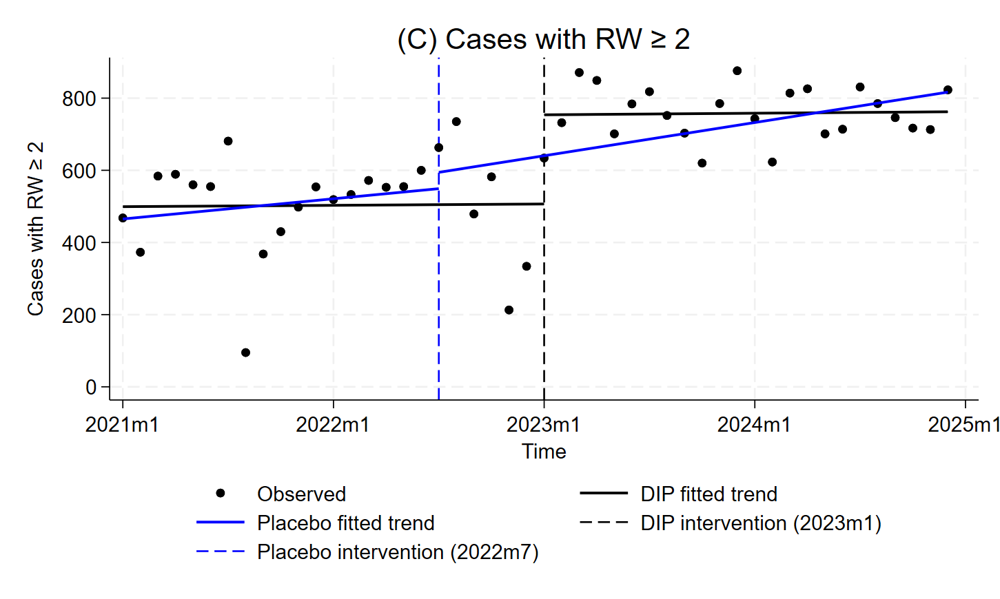 (C) Cases with RW ≥ 2
Cases with RW ≥ 2
800
600
400
200
0
2021m1 2022m1 2023m1 2024m1 2025m1
Time
Observed DIP fitted trend
Placebo fitted trend DIP intervention (2023m1)
Placebo intervention (2022m7)